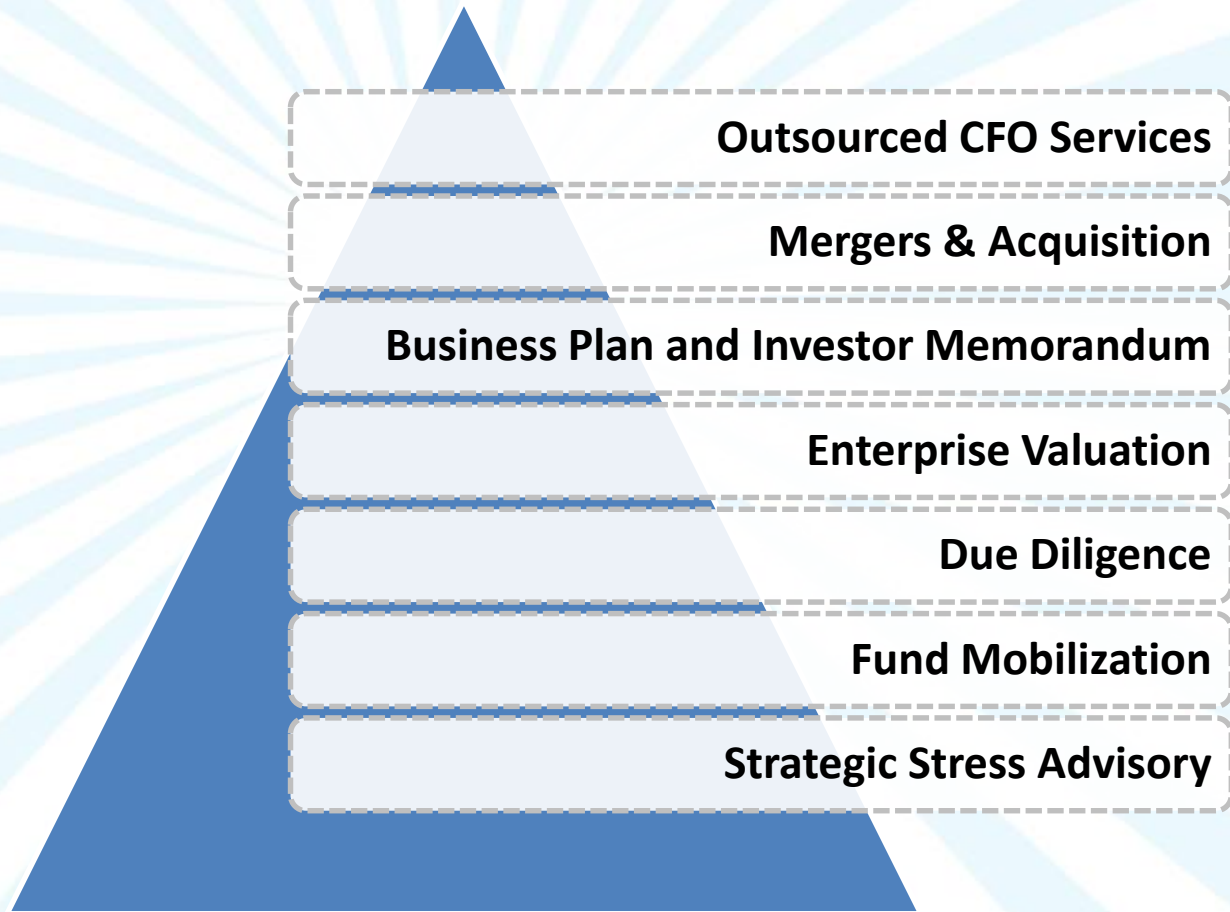 Outsourced CFO Services
Mergers & Acquisition
Business Plan and Investor Memorandum
Enterprise Valuation
Due Diligence
Fund Mobilization
Strategic Stress Advisory